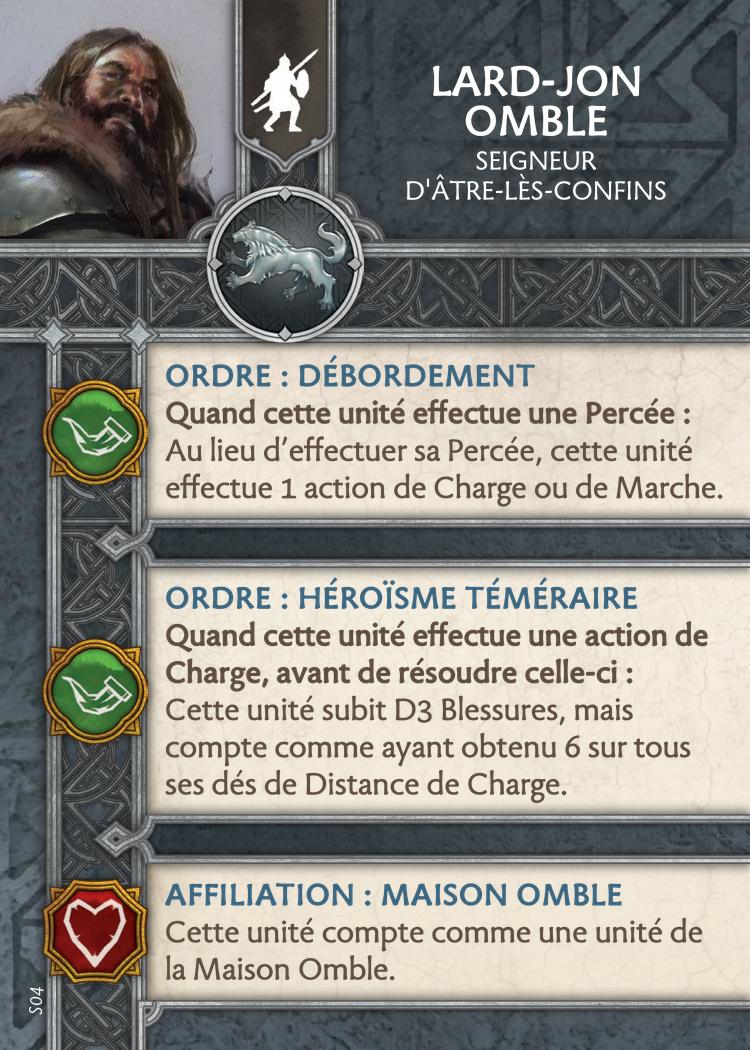 LARD-JON
OMBLE
SEIGNEUR
D'ÂTRE-LÈS-CONFINS
ORDRE : DÉBORDEMENT
Quand cette unité effectue une Percée :
Au lieu d'effectuer sa Percée, cette unité
effectue 1 action de Charge ou de Marche.
ORDRE : HÉROÏSME TÉMÉRAIRE
Quand cette unité effectue une action de
Charge, avant de résoudre celle-ci :
Cette unité subit D3 Blessures, mais
compte comme ayant obtenu 6 sur tous
ses dés de Distance de Charge.
AFFILIATION : MAISON OMBLE
Cette unité compte comme une unité de
la Maison Omble.
S04